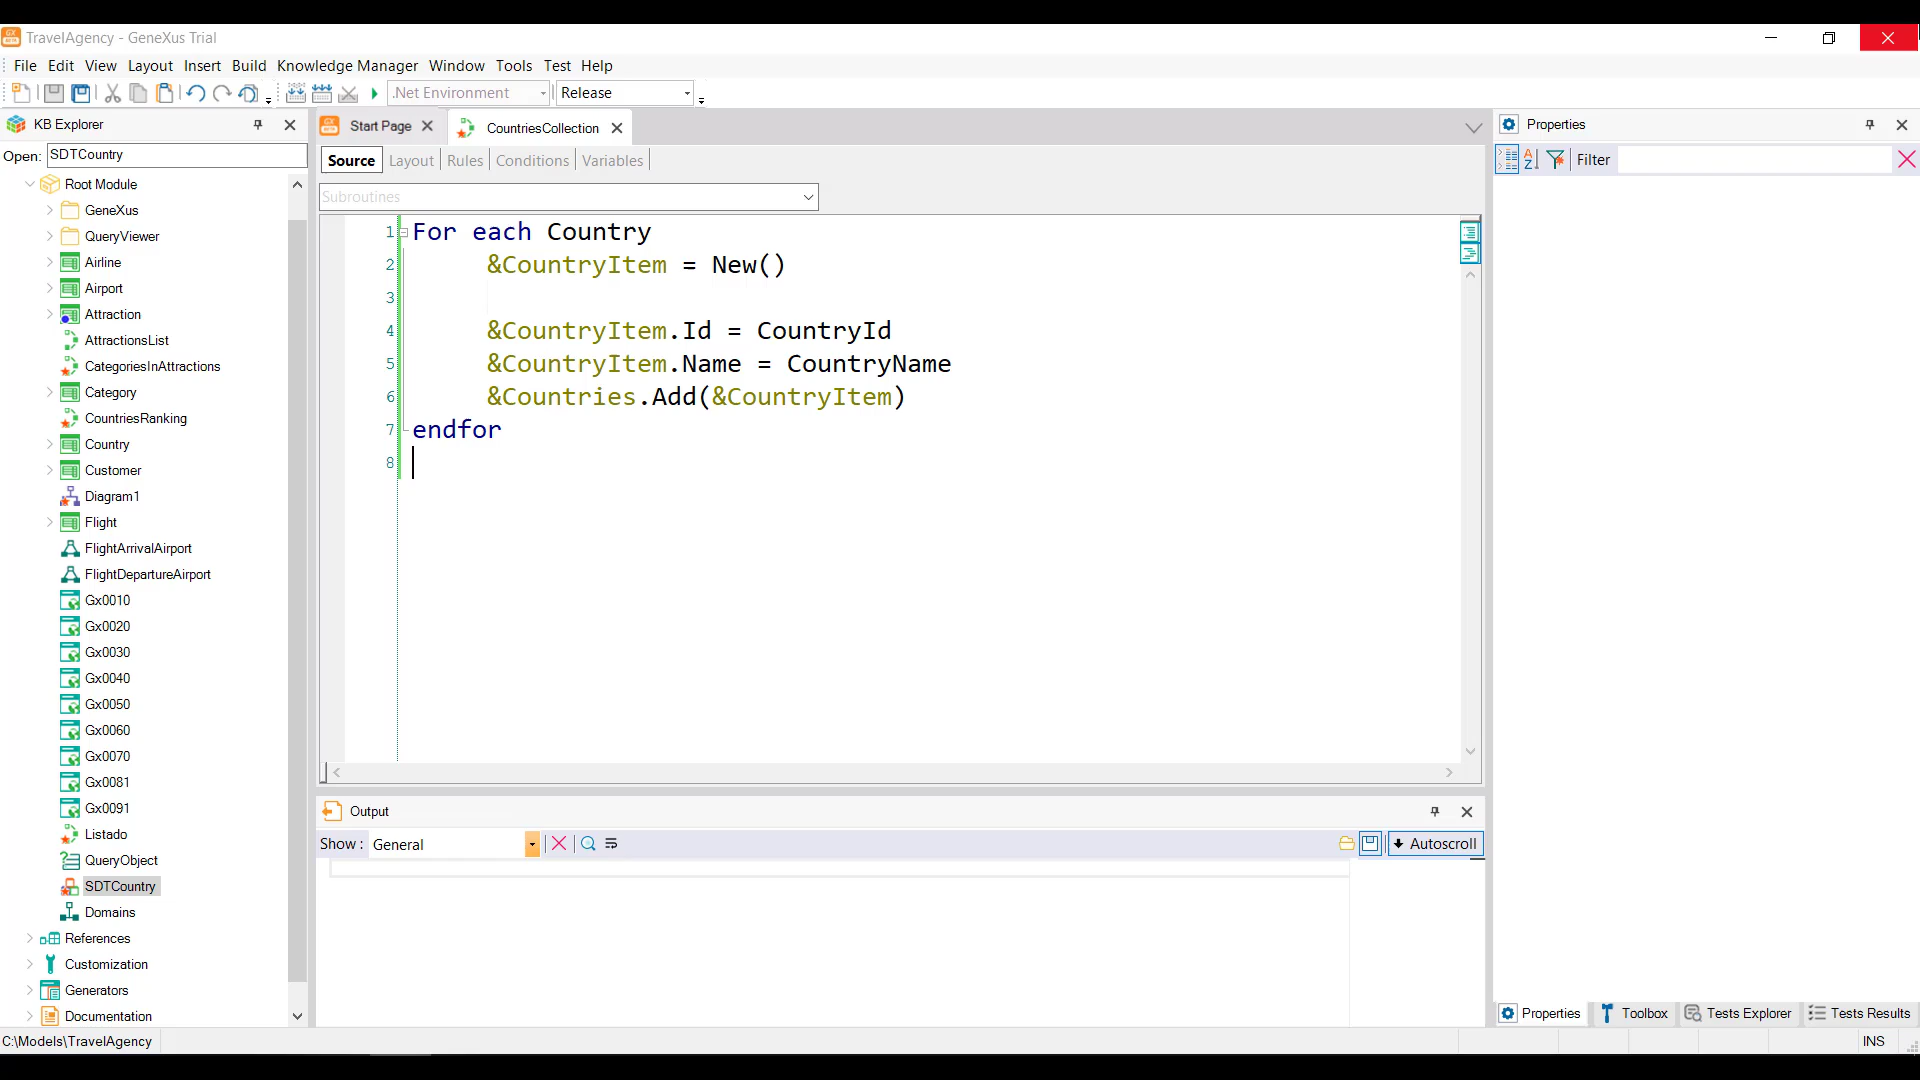 TravelAgency - GeneXus Trial
File Edit View Layout Insert Build Knowledge Manager Window Tools Test Help
.Net Environment Release
KB Explorer
Open: SDTCountry
Root Module
GeneXus
QueryViewer
Airline
Airport
Attraction
AttractionsList
CategoriesInAttractions
Category
CountriesRanking
Country
Customer
Diagram1
Flight
FlightArrivalAirport
FlightDepartureAirport
Gx0010
Gx0020
Gx0030
Gx0040
Gx0050
Gx0060
Gx0070
Gx0081
Gx0091
Listado
QueryObject
SDTCountry
Domains
References
Customization
Generators
Documentation
Start Page CountriesCollection
Source Layout Rules Conditions Variables
Subroutines
1 For each Country
2 &CountryItem = New()
3
4 &CountryItem.Id = CountryId
5 &CountryItem.Name = CountryName
6 &Countries.Add(&CountryItem)
7 endfor
8
Output
Show : General Autoscroll
Properties
Filter
Properties Toolbox Tests Explorer Tests Results
C:\Models\TravelAgency INS